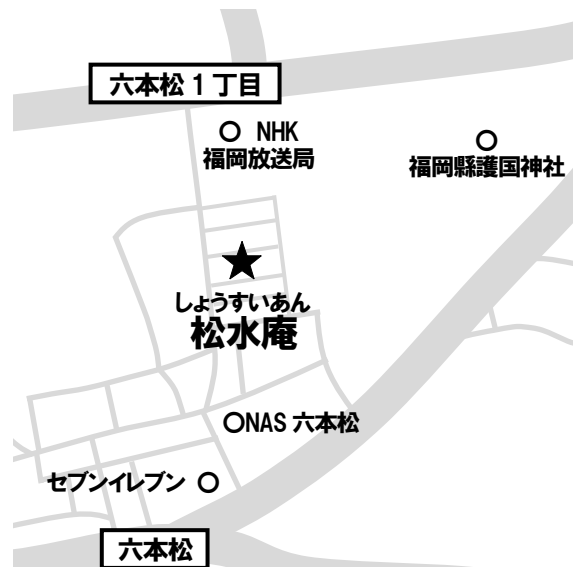 六本松 1 丁目
NHK
福岡放送局
福岡縣護国神社
しょうすいあん
松水庵
NAS 六本松
セブンイレブン
六本松